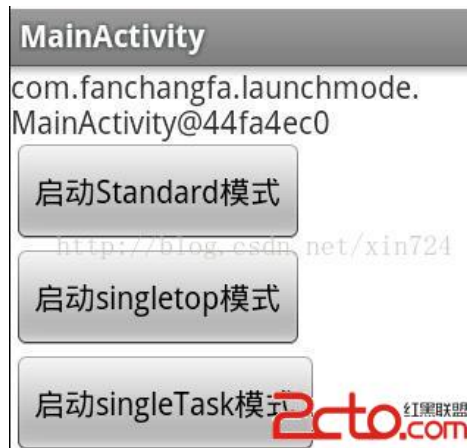 MainActivity
com.fanchangfa.launchmode.
MainActivity@44fa4ec0
启动Standard模式
http://blog.csdn.net/xin724
启动singletop模式
启动singleTask模式
2cto 红黑联盟
.com